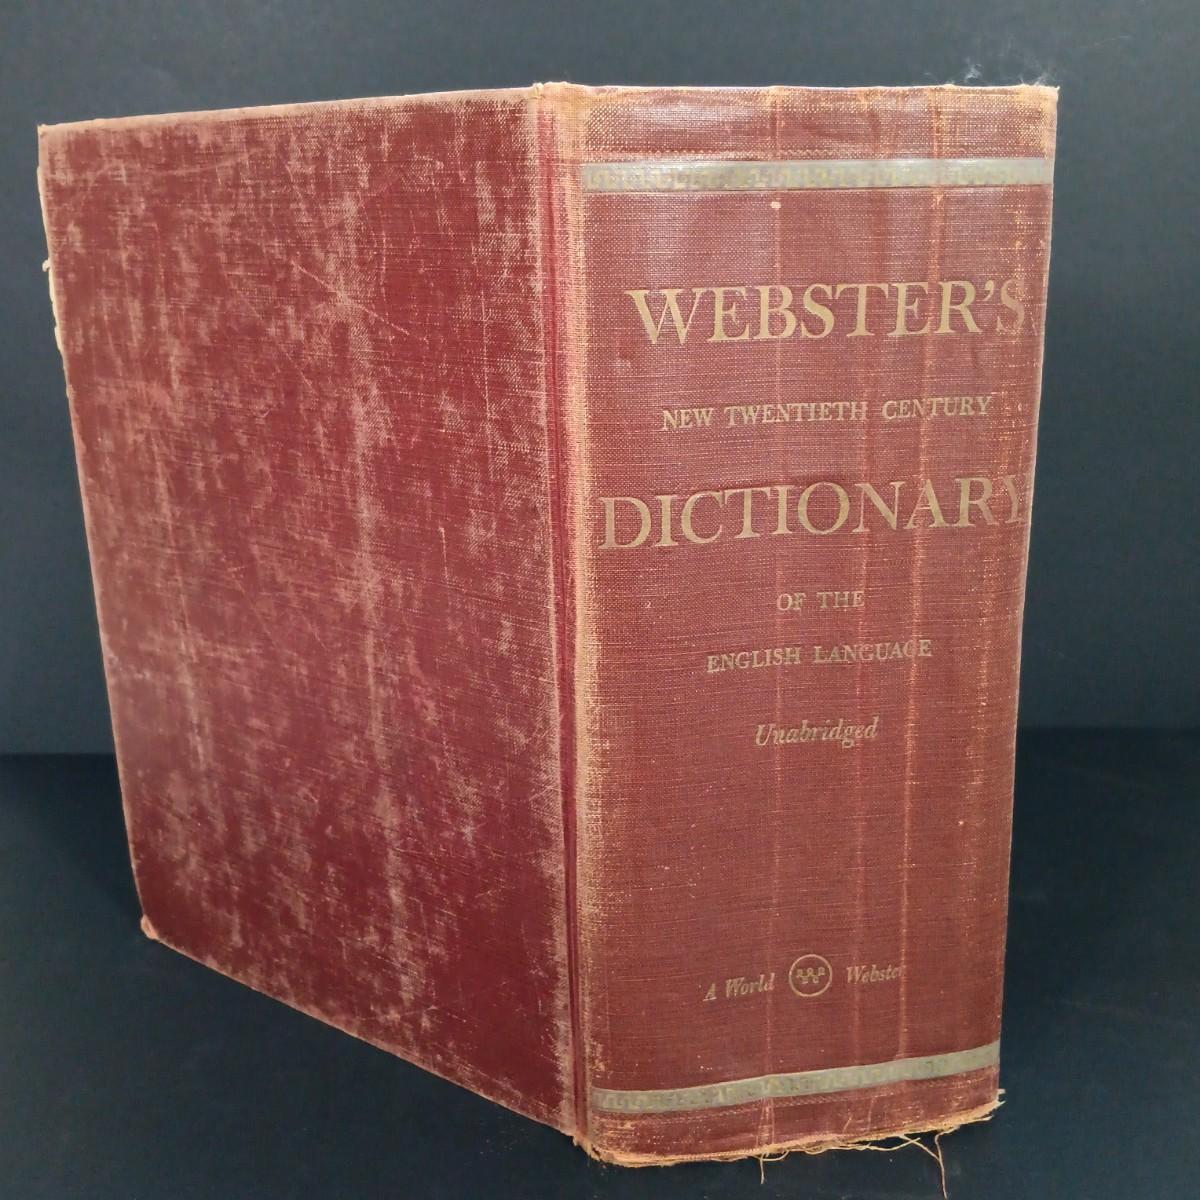 WEBSTER'S
NEW TWENTIETH CENTURY
DICTIONARY
OF THE
ENGLISH LANGUAGE
Unabridged
A World Webster